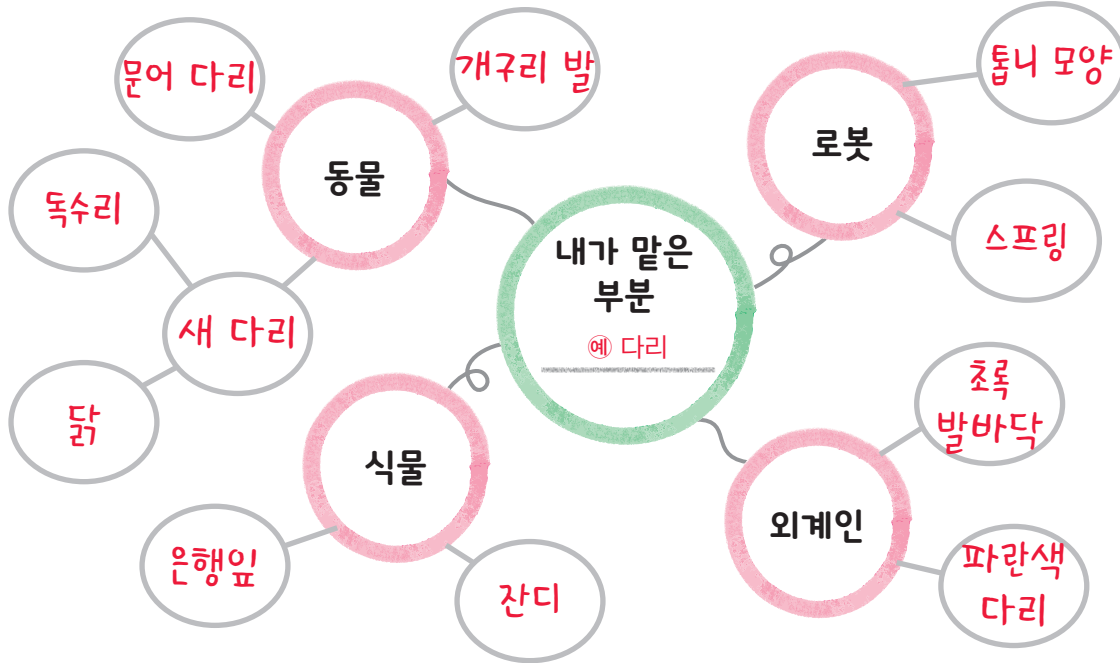 문어 다리
개구리 발
톱니 모양
동물
로봇
독수리
스프링
내가 맡은
부분
예 다리
새 다리
초록
발바닥
닭
식물
외계인
은행잎
잔디
파란색
다리